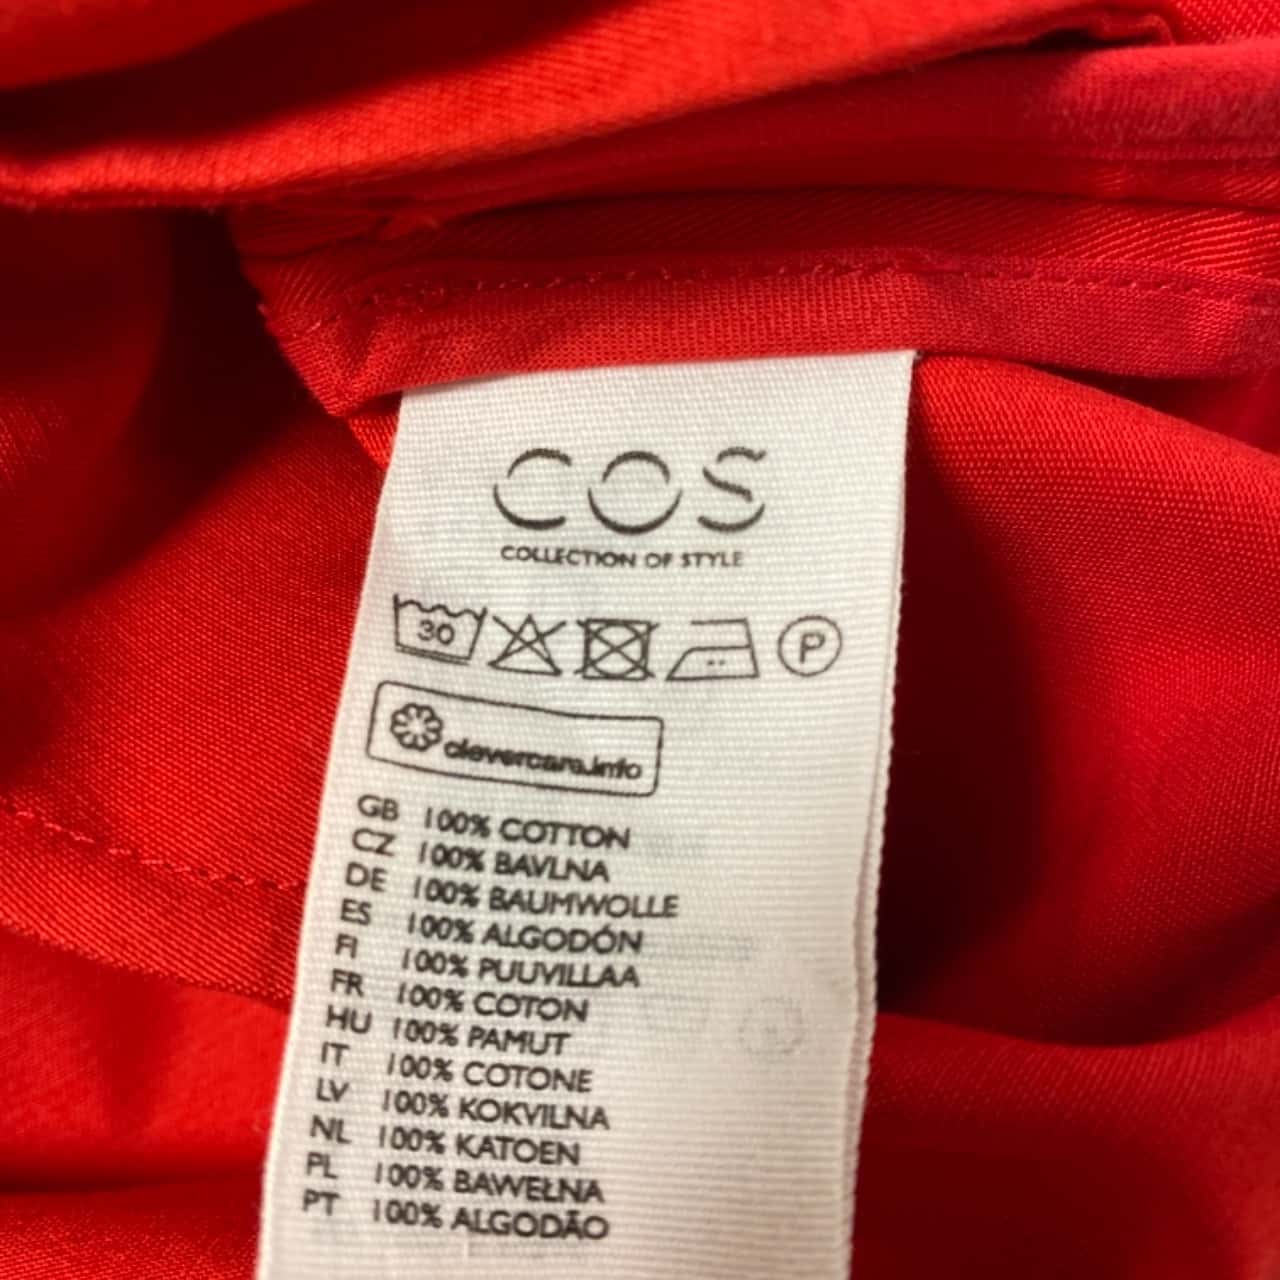 COS
COLLECTION OF STYLE
30 P
clevercare.info
GB 100% COTTON
CZ 100% BAVLNA
DE 100% BAUMWOLLE
ES 100% ALGODÓN
FI 100% PUUVILLAA
FR 100% COTON
HU 100% PAMUT
IT 100% COTONE
LV 100% KOKVILNA
NL 100% KATOEN
PL 100% BAWEŁNA
PT 100% ALGODÃO